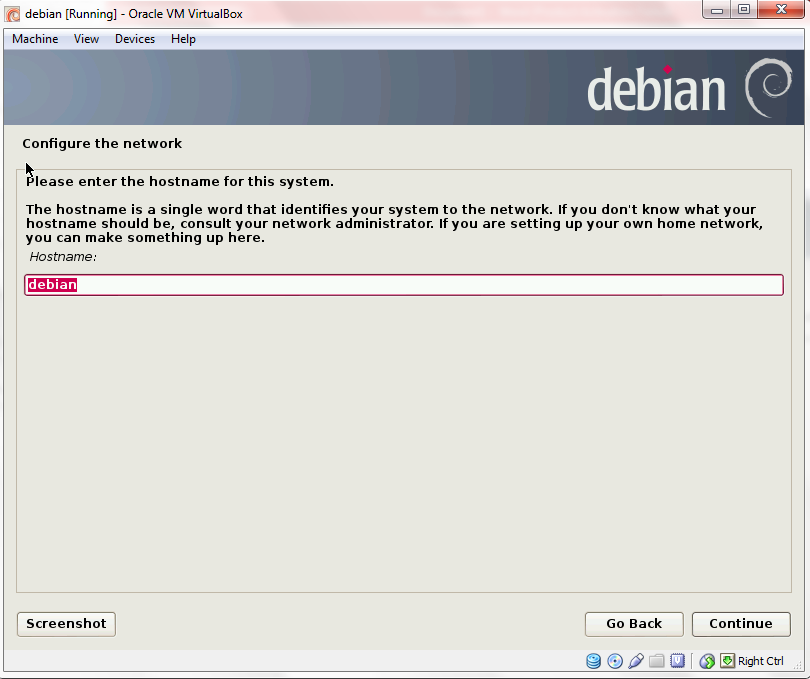 debian [Running] - Oracle VM VirtualBox
Machine View Devices Help
debian
Configure the network
Please enter the hostname for this system.
The hostname is a single word that identifies your system to the network. If you don't know what your
hostname should be, consult your network administrator. If you are setting up your own home network,
you can make something up here.
Hostname:
debian
Screenshot Go Back Continue
Right Ctrl